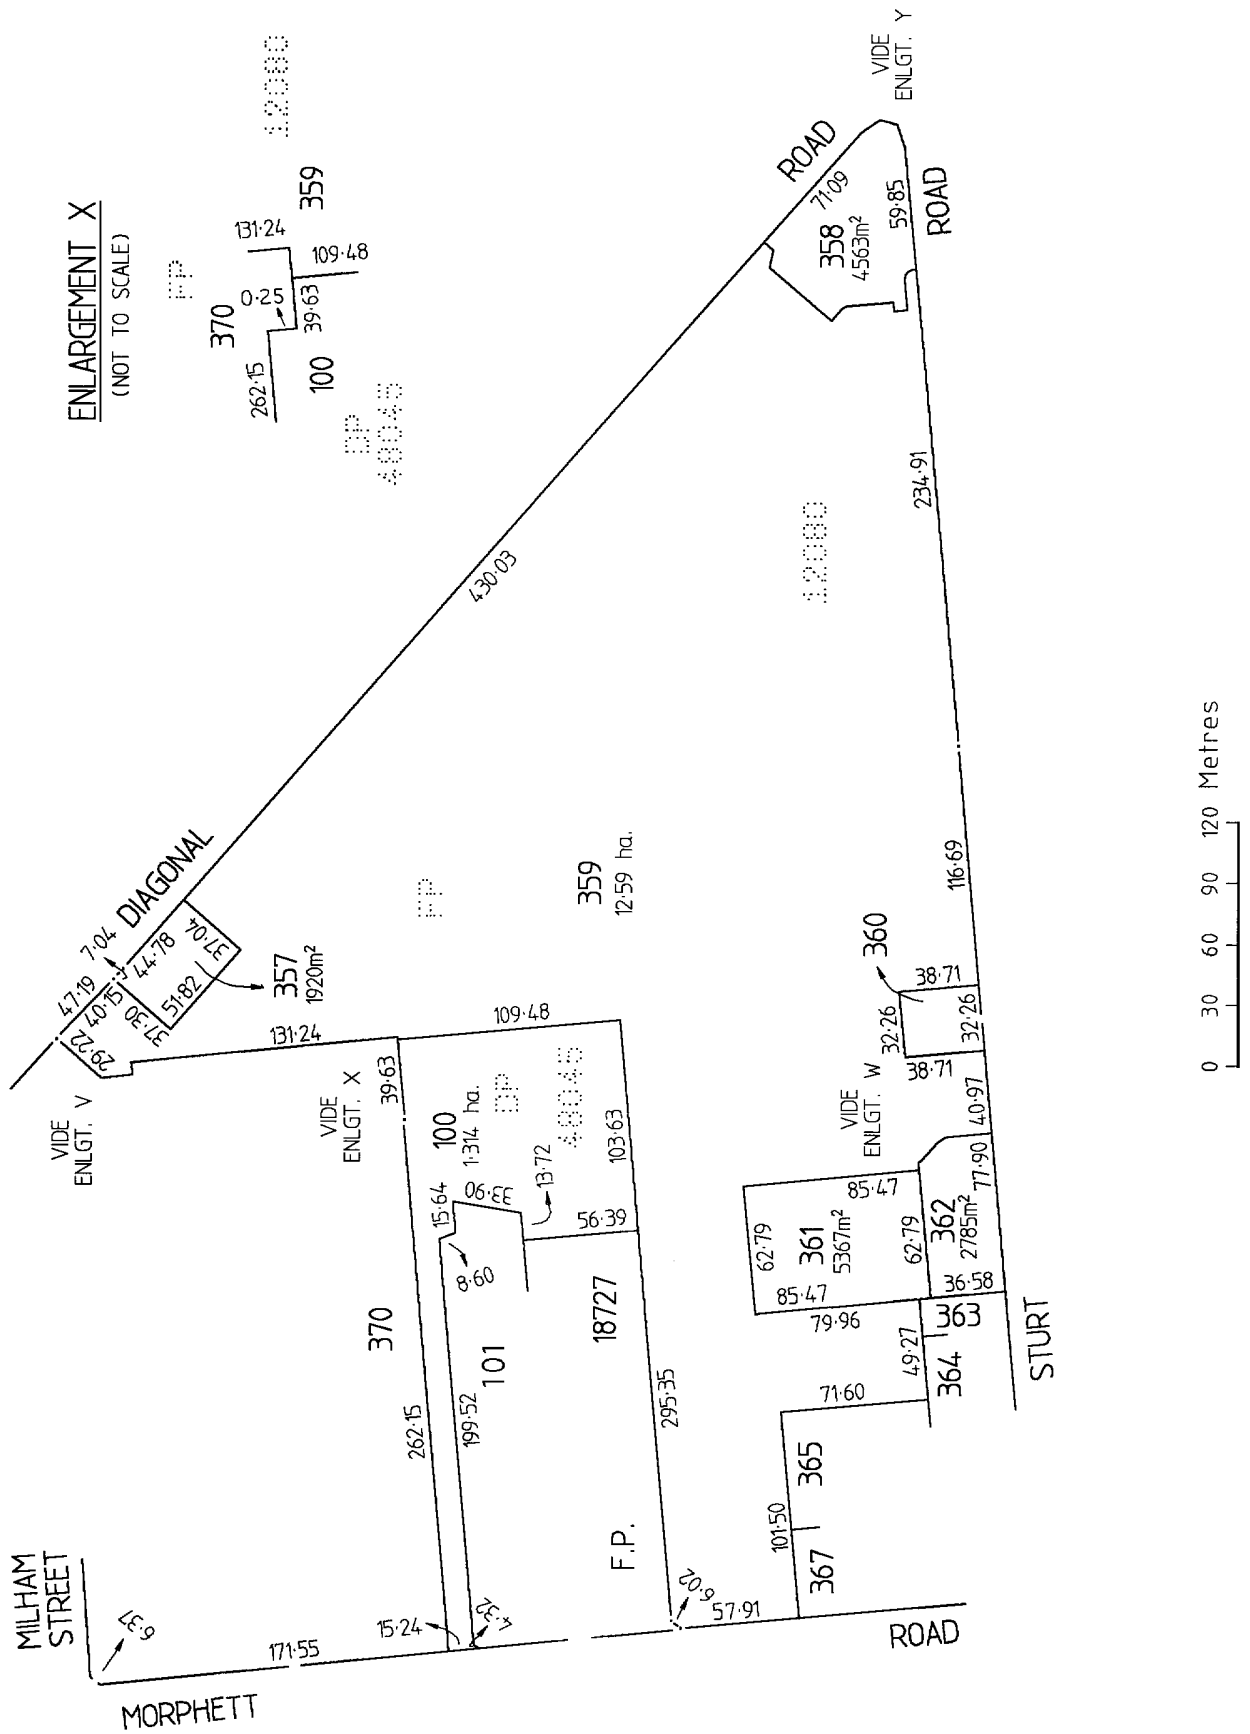 ENLARGEMENT X
(NOT TO SCALE)
FP
12080
370
359
100
131·24
109·48
0·25
39·63
262·15
DP
48045
MILHAM
STREET
6·37
MORPHETT
171·55
15·24
4·32
ROAD
57·91
6·02
VIDE
ENLGT. V
47·19
40·15
29·22
7·04
DIAGONAL
44·78
37·04
37·30
51·82
357
1920m²
131·24
VIDE
ENLGT. X
39·63
109·48
370
262·15
199·52
101
8·60
15·64
33·90
13·72
100
1·314 ha.
DP
48045
103·63
56·39
18727
F.P.
295·35
FP
12080
359
12·59 ha.
430·03
ROAD
71·09
358
4563m²
59·85
ROAD
VIDE
ENLGT. Y
234·91
116·69
360
38·71
32·26
32·26
38·71
VIDE
ENLGT. W
40·97
77·90
85·47
62·79
361
5367m²
62·79
85·47
79·96
362
2785m²
36·58
363
49·27
364
71·60
365
101·50
367
STURT
0 30 60 90 120 Metres